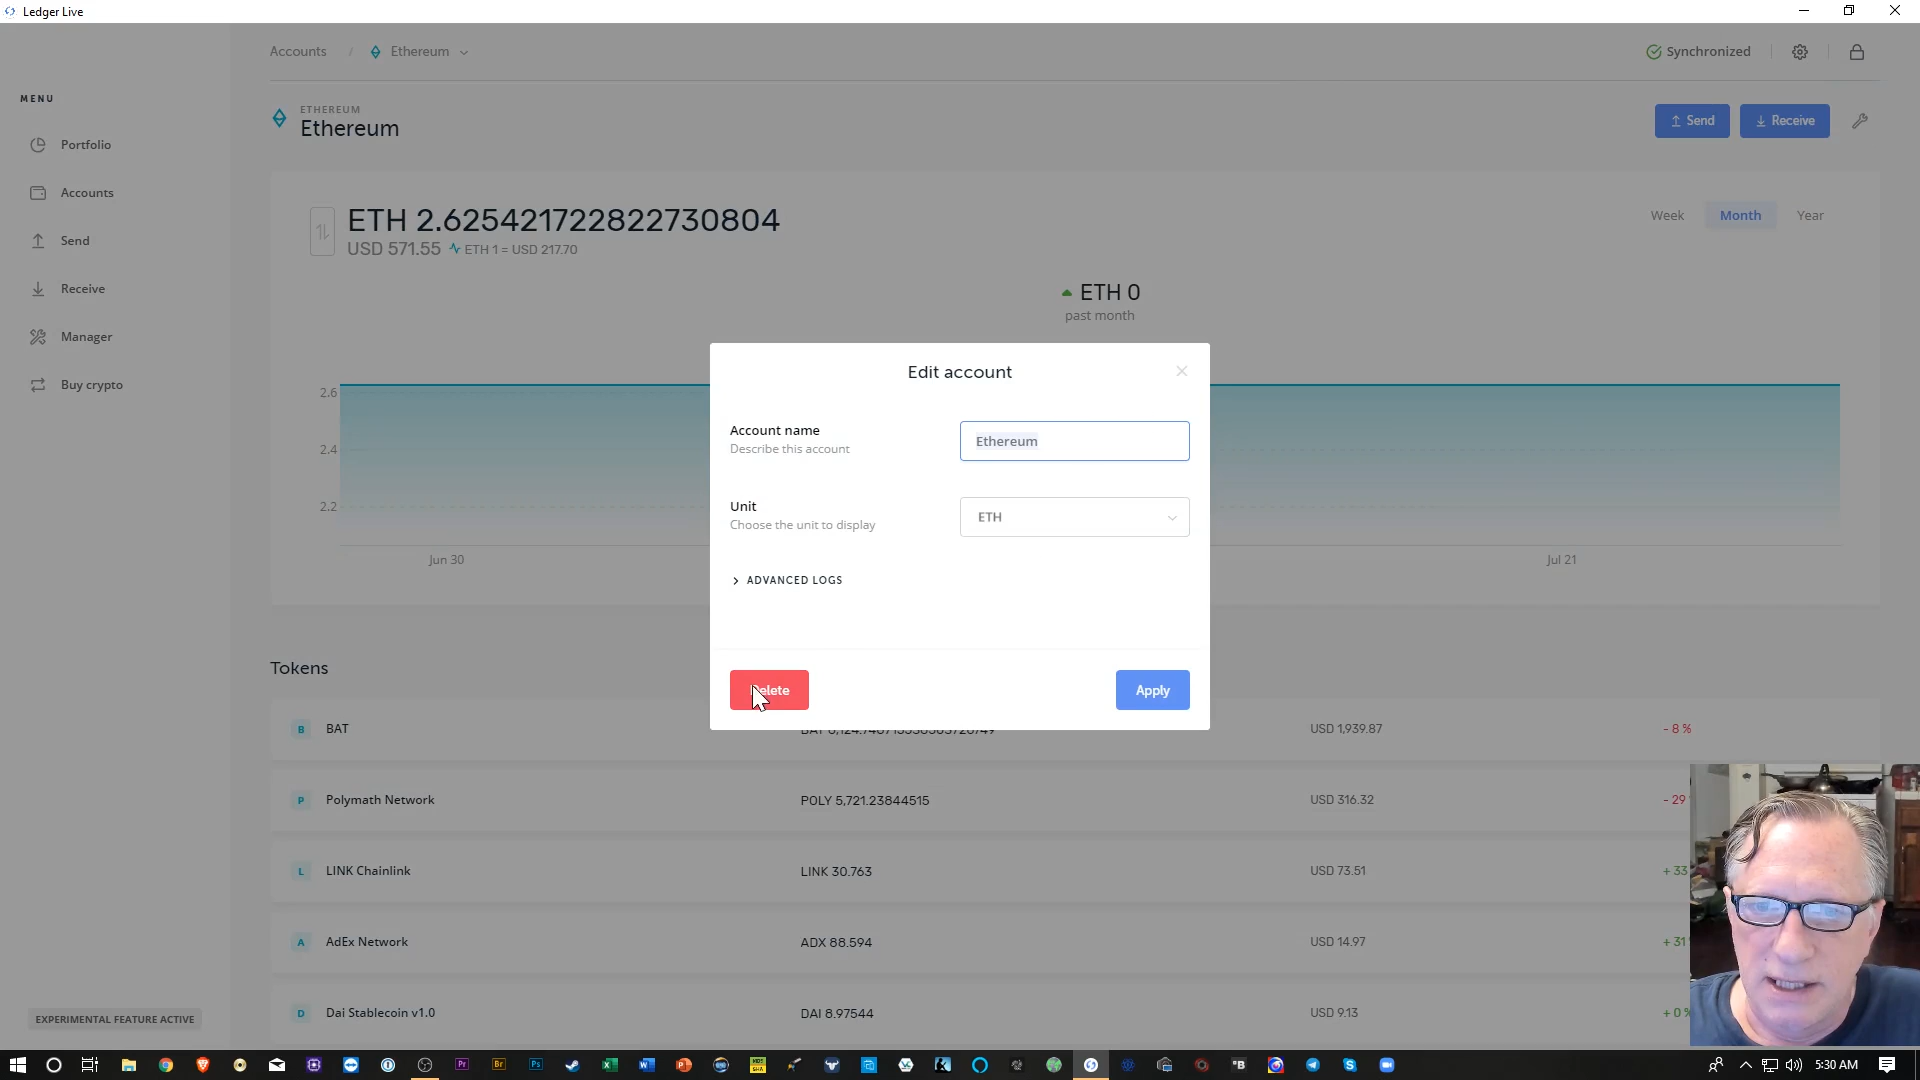 Ledger Live
Accounts / Ethereum
Synchronized
MENU
Portfolio
Accounts
Send
Receive
Manager
Buy crypto
EXPERIMENTAL FEATURE ACTIVE
ETHEREUM
Ethereum
Send
Receive
ETH 2.625421722822730804
USD 571.55 ETH 1 = USD 217.70
Week Month Year
ETH 0
past month
2.6
2.4
2.2
Jun 30
Jul 21
Edit account
Account name
Describe this account
Ethereum
Unit
Choose the unit to display
ETH
ADVANCED LOGS
Delete
Apply
Tokens
B BAT USD 1,939.87 - 8 %
P Polymath Network POLY 5,721.23844515 USD 316.32 - 29
L LINK Chainlink LINK 30.763 USD 73.51 + 33
A AdEx Network ADX 88.594 USD 14.97 + 31
D Dai Stablecoin v1.0 DAI 8.97544 USD 9.13 + 0 %
5:30 AM